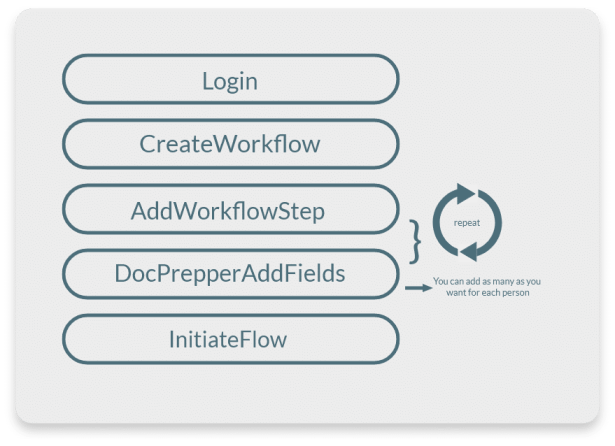 Login
CreateWorkflow
AddWorkflowStep
repeat
DocPrepperAddFields
You can add as many as you
want for each person
InitiateFlow